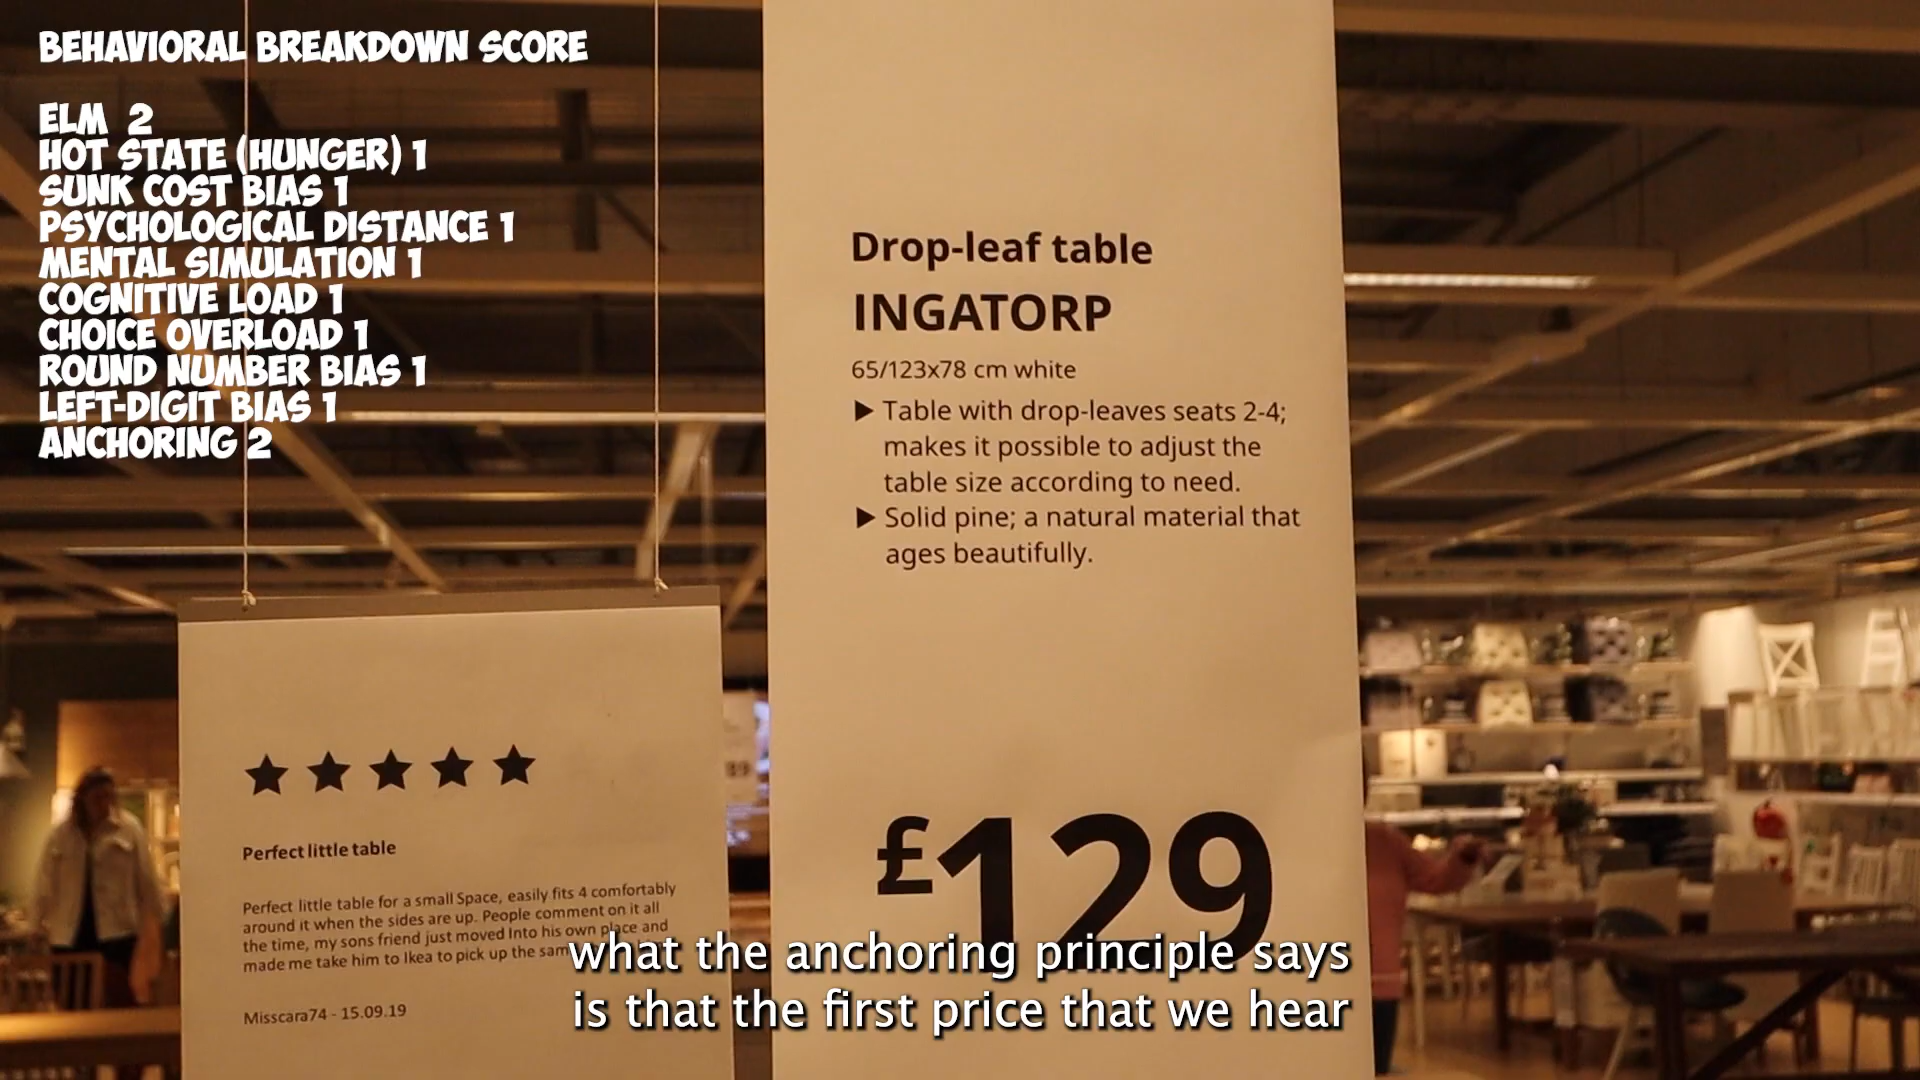 BEHAVIORAL BREAKDOWN SCORE
ELM 2
HOT STATE (HUNGER) 1
SUNK COST BIAS 1
PSYCHOLOGICAL DISTANCE 1
MENTAL SIMULATION 1
COGNITIVE LOAD 1
CHOICE OVERLOAD 1
ROUND NUMBER BIAS 1
LEFT-DIGIT BIAS 1
ANCHORING 2
Drop-leaf table
INGATORP
65/123x78 cm white
▶ Table with drop-leaves seats 2-4;
makes it possible to adjust the
table size according to need.
▶ Solid pine; a natural material that
ages beautifully.
£129
★ ★ ★ ★ ★
Perfect little table
Perfect little table for a small Space, easily fits 4 comfortably
around it when the sides are up. People comment on it all
the time, my sons friend just moved Into his own place and
made me take him to Ikea to pick up the sam
Misscara74 - 15.09.19
what the anchoring principle says
is that the first price that we hear